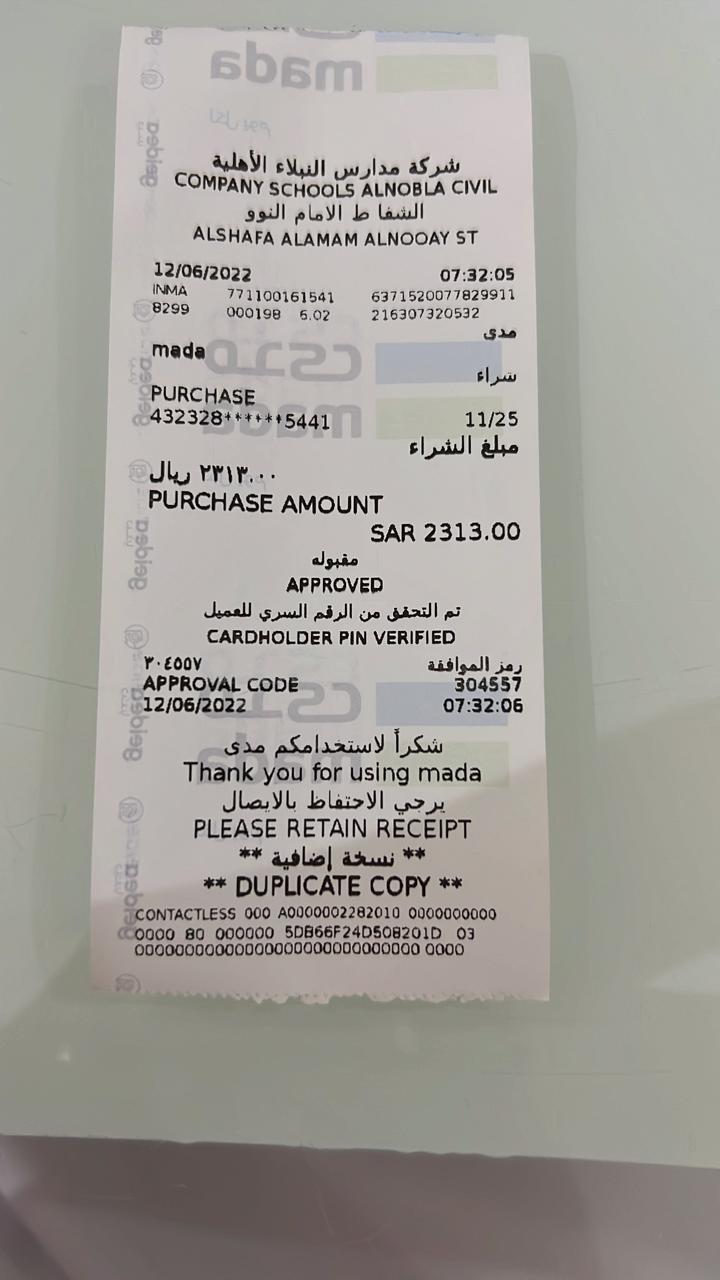 mada
شركة مدارس النبلاء الأهلية
COMPANY SCHOOLS ALNOBLA CIVIL
الشفا ط الامام النوو
ALSHAFA ALAMAM ALNOOAY ST
12/06/2022 07:32:05
INMA 771100161541 6371520077829911
8299 000198 6.02 216307320532
مدى
mada
شراء
PURCHASE
432328******5441 11/25
مبلغ الشراء
٢٣١٣.٠٠ ريال
PURCHASE AMOUNT
SAR 2313.00
مقبوله
APPROVED
تم التحقق من الرقم السري للعميل
CARDHOLDER PIN VERIFIED
رمز الموافقة ٣٠٤٥٥٧
APPROVAL CODE 304557
12/06/2022 07:32:06
شكراً لاستخدامكم مدى
Thank you for using mada
يرجي الاحتفاظ بالايصال
PLEASE RETAIN RECEIPT
** نسخة إضافية **
** DUPLICATE COPY **
CONTACTLESS 000 A0000002282010 0000000000
0000 80 000000 5DB66F24D508201D 03